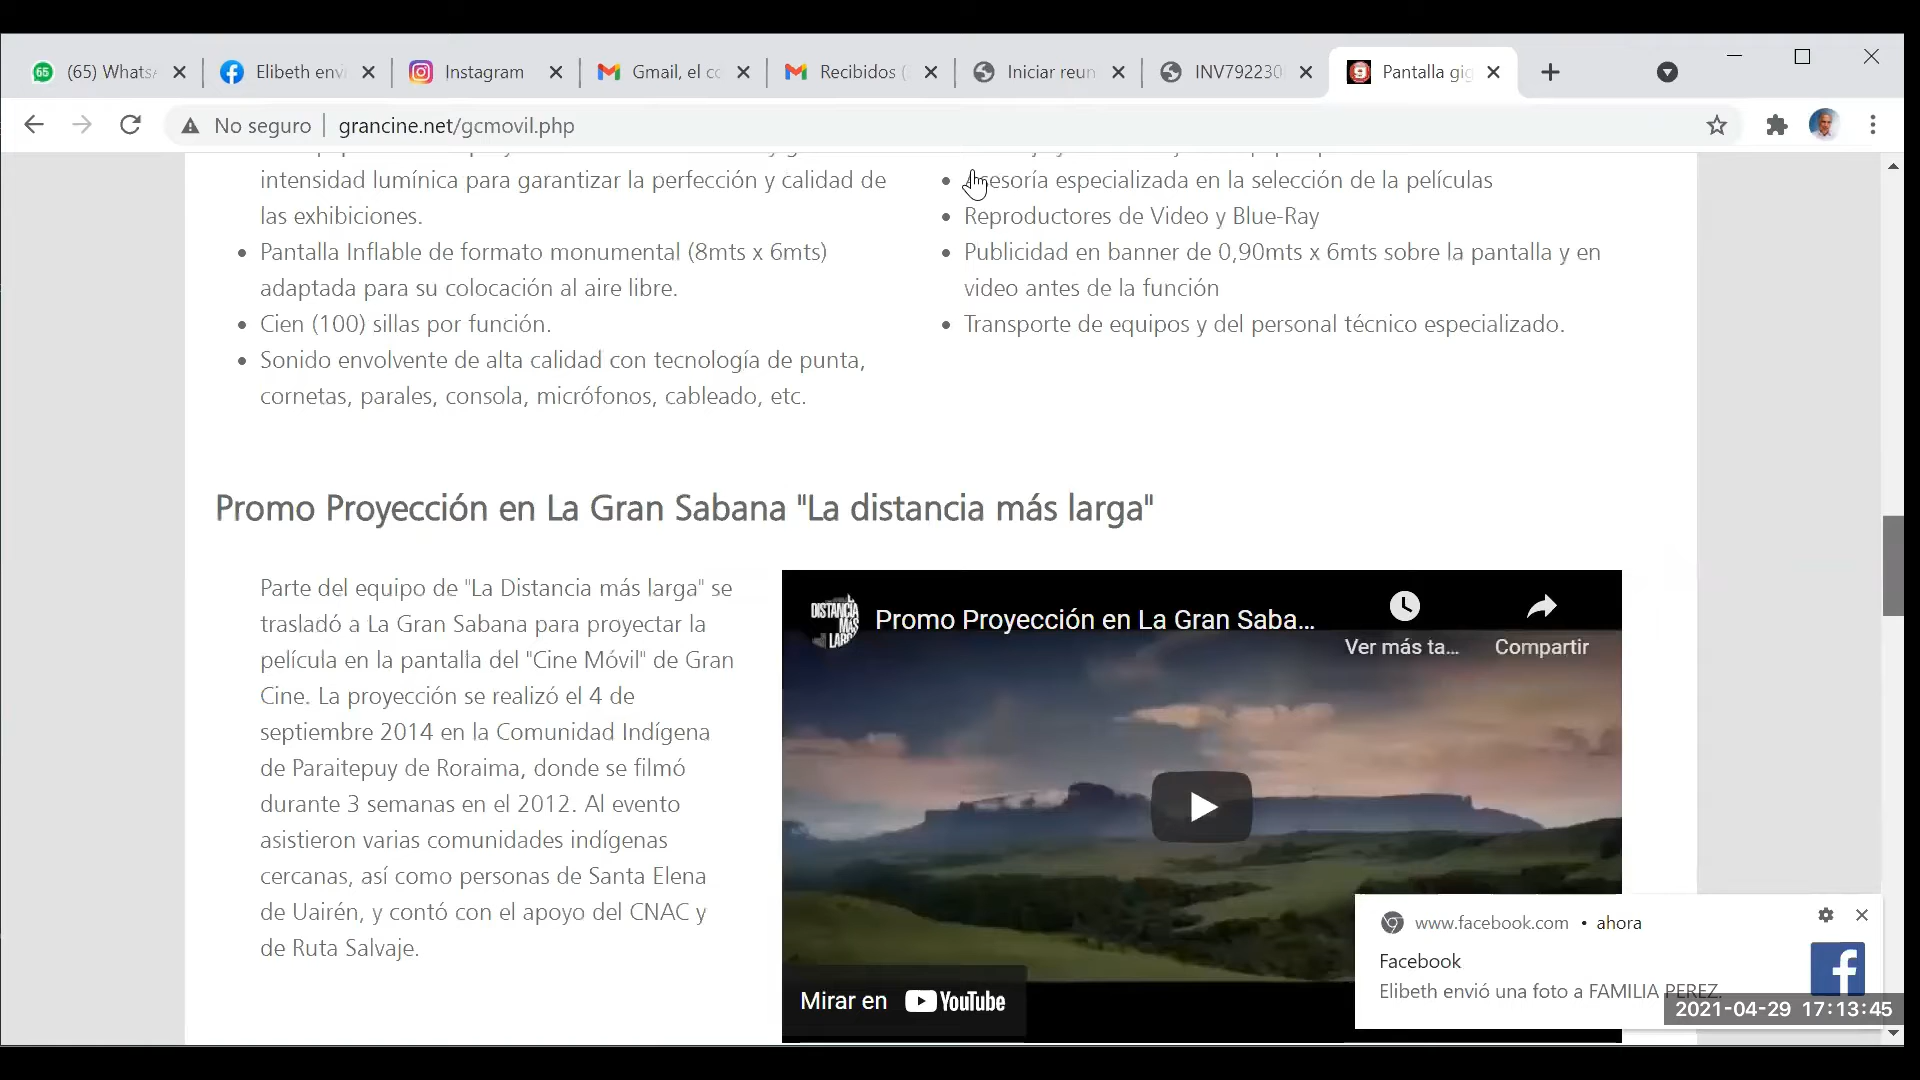 (65) Whats
Elibeth envi
Instagram
Gmail, el co
Recibidos (
Iniciar reun
INV792230
Pantalla gig
No seguro
grancine.net/gcmovil.php
intensidad lumínica para garantizar la perfección y calidad de
las exhibiciones.
Pantalla Inflable de formato monumental (8mts x 6mts)
adaptada para su colocación al aire libre.
Cien (100) sillas por función.
Sonido envolvente de alta calidad con tecnología de punta,
cornetas, parales, consola, micrófonos, cableado, etc.
Asesoría especializada en la selección de la películas
Reproductores de Video y Blue-Ray
Publicidad en banner de 0,90mts x 6mts sobre la pantalla y en
video antes de la función
Transporte de equipos y del personal técnico especializado.
Promo Proyección en La Gran Sabana "La distancia más larga"
Parte del equipo de "La Distancia más larga" se
trasladó a La Gran Sabana para proyectar la
película en la pantalla del "Cine Móvil" de Gran
Cine. La proyección se realizó el 4 de
septiembre 2014 en la Comunidad Indígena
de Paraitepuy de Roraima, donde se filmó
durante 3 semanas en el 2012. Al evento
asistieron varias comunidades indígenas
cercanas, así como personas de Santa Elena
de Uairén, y contó con el apoyo del CNAC y
de Ruta Salvaje.
DISTANCIA
MÁS
LARG
Promo Proyección en La Gran Saba...
Ver más ta...
Compartir
Mirar en YouTube
www.facebook.com • ahora
Facebook
Elibeth envió una foto a FAMILIA PEREZ.
2021-04-29 17:13:45